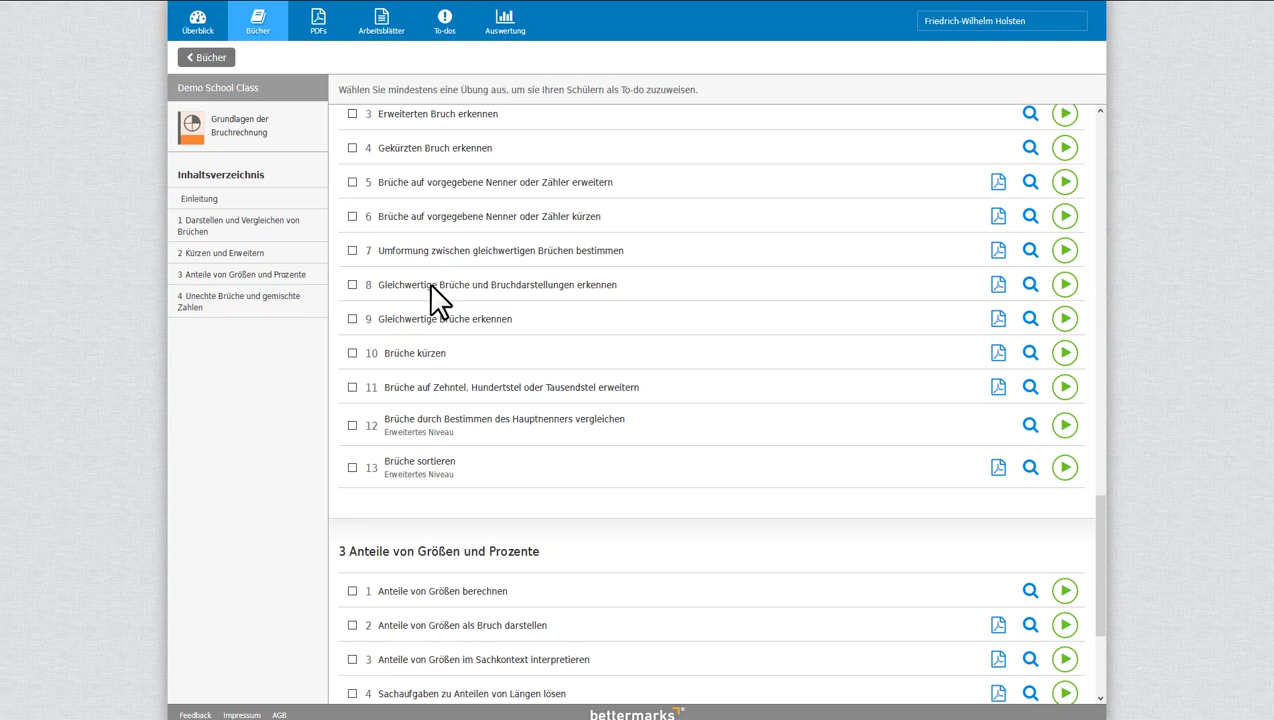 Überblick
Bücher
PDFs
Arbeitsblätter
To-dos
Auswertung
Friedrich-Wilhelm Holsten
Bücher
Demo School Class
Grundlagen der
Bruchrechnung
Inhaltsverzeichnis
Einleitung
1 Darstellen und Vergleichen von
Brüchen
2 Kürzen und Erweitern
3 Anteile von Größen und Prozente
4 Unechte Brüche und gemischte
Zahlen
Wählen Sie mindestens eine Übung aus, um sie Ihren Schülern als To-do zuzuweisen.
3 Erweiterten Bruch erkennen
4 Gekürzten Bruch erkennen
5 Brüche auf vorgegebene Nenner oder Zähler erweitern
6 Brüche auf vorgegebene Nenner oder Zähler kürzen
7 Umformung zwischen gleichwertigen Brüchen bestimmen
8 Gleichwertige Brüche und Bruchdarstellungen erkennen
9 Gleichwertige Brüche erkennen
10 Brüche kürzen
11 Brüche auf Zehntel, Hundertstel oder Tausendstel erweitern
12 Brüche durch Bestimmen des Hauptnenners vergleichen
Erweitertes Niveau
13 Brüche sortieren
Erweitertes Niveau
3 Anteile von Größen und Prozente
1 Anteile von Größen berechnen
2 Anteile von Größen als Bruch darstellen
3 Anteile von Größen im Sachkontext interpretieren
4 Sachaufgaben zu Anteilen von Längen lösen
Feedback Impressum AGB
bettermarks